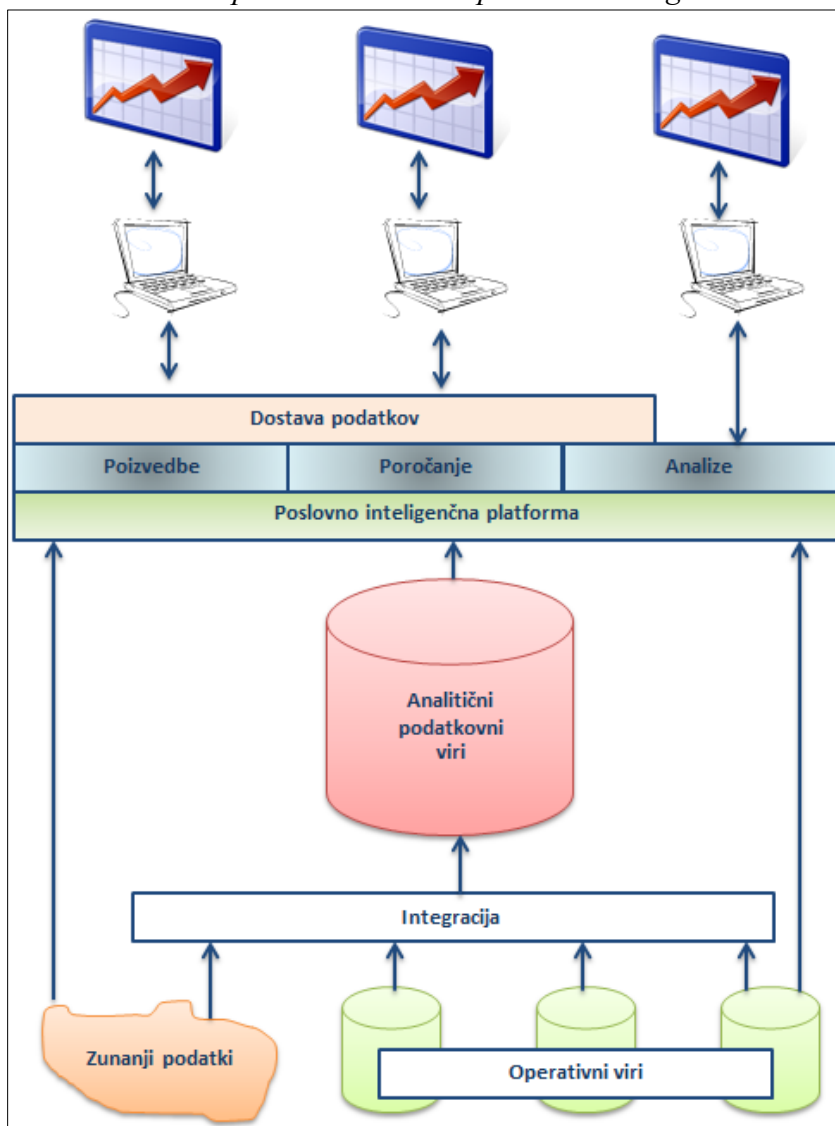 Dostava podatkov
Poizvedbe
Poročanje
Analize
Poslovno inteligenčna platforma
Analitični
podatkovni
viri
Integracija
Zunanji podatki
Operativni viri